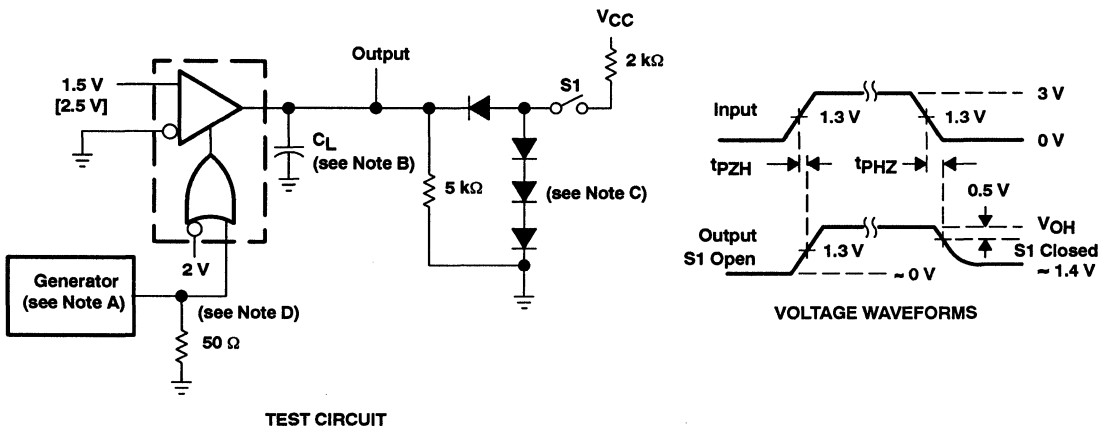 VCC
2 kΩ
Output
S1
1.5 V
[2.5 V]
CL
(see Note B)
5 kΩ
(see Note C)
2 V
Generator
(see Note A)
(see Note D)
50 Ω
TEST CIRCUIT
3 V
Input
1.3 V
1.3 V
0 V
tPZH
tPHZ
0.5 V
VOH
Output
S1 Open
1.3 V
S1 Closed
~ 1.4 V
~ 0 V
VOLTAGE WAVEFORMS